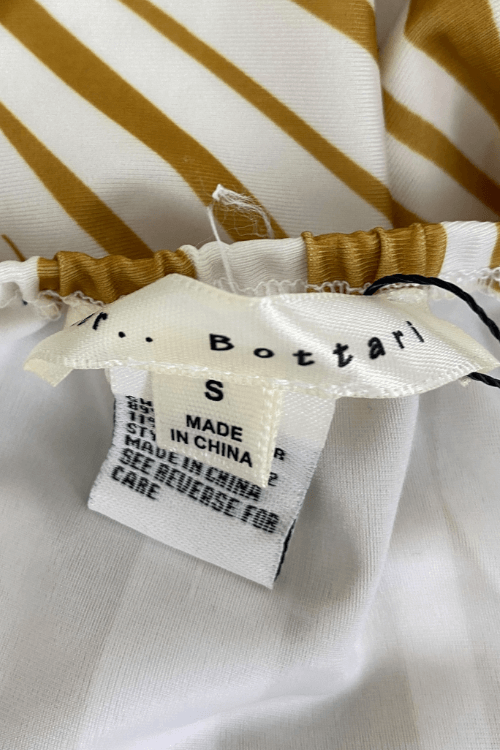 Bottari
S
MADE
IN CHINA
MADE IN CHINA
SEE REVERSE FOR
CARE